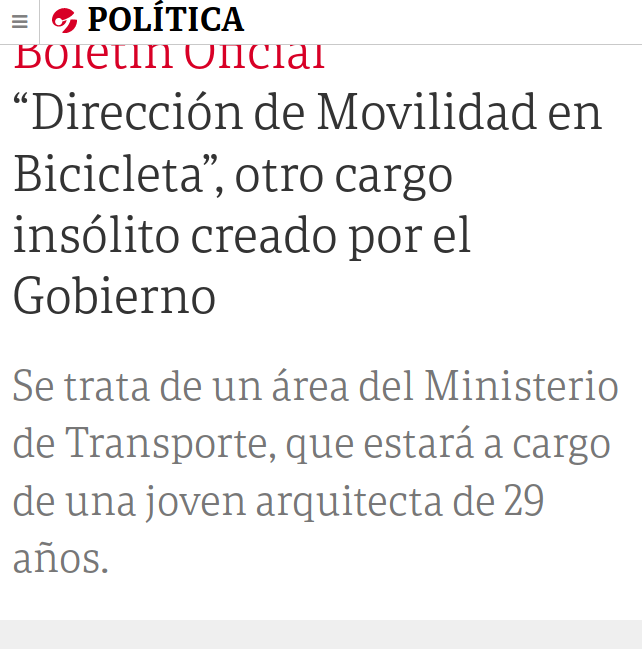 POLÍTICA
Boletín Oficial
“Dirección de Movilidad en
Bicicleta”, otro cargo
insólito creado por el
Gobierno
Se trata de un área del Ministerio
de Transporte, que estará a cargo
de una joven arquitecta de 29
años.